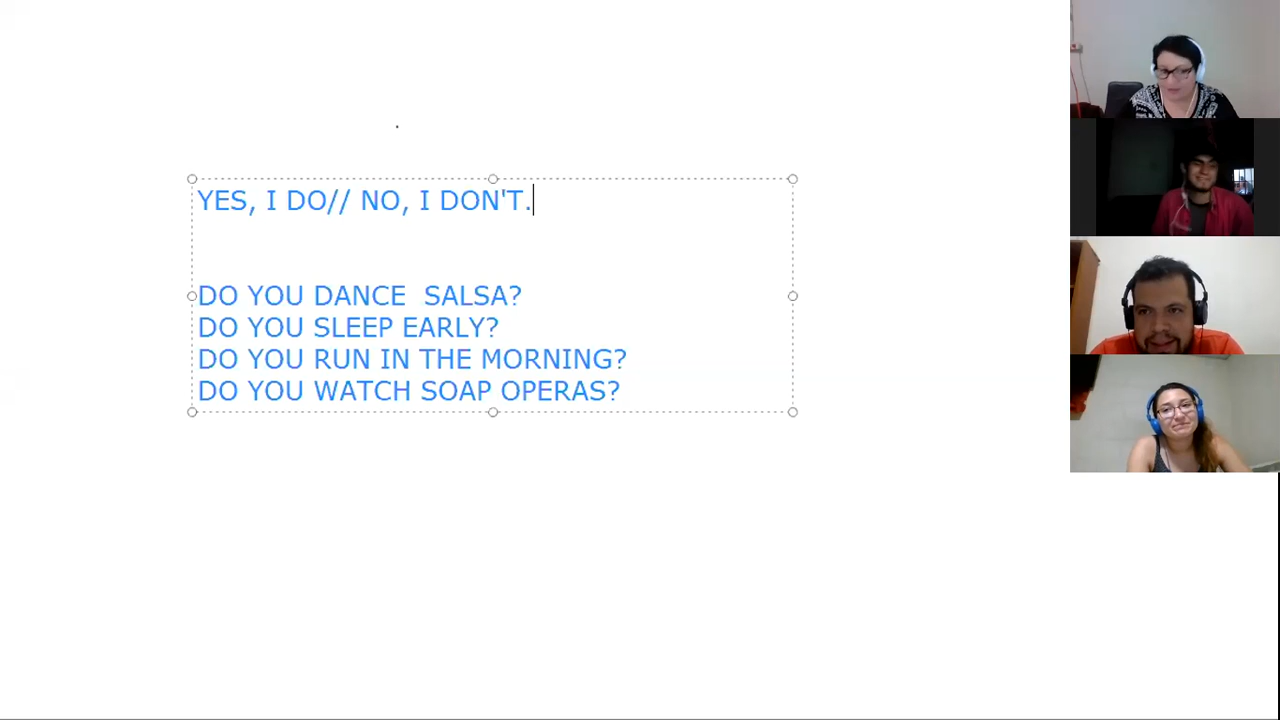 YES, I DO// NO, I DON'T.
DO YOU DANCE  SALSA?
DO YOU SLEEP EARLY?
DO YOU RUN IN THE MORNING?
DO YOU WATCH SOAP OPERAS?